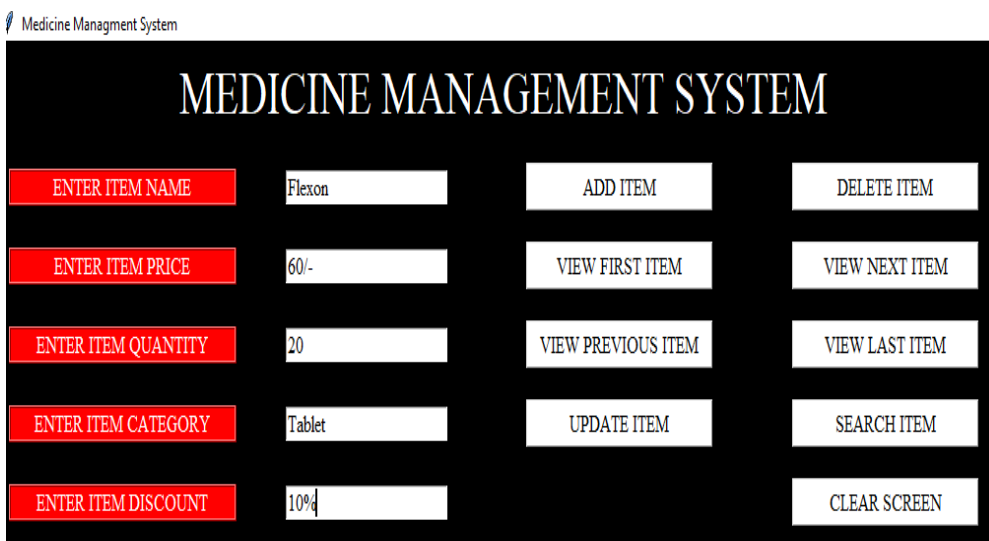 Medicine Managment System
MEDICINE MANAGEMENT SYSTEM
ENTER ITEM NAME Flexon ADD ITEM DELETE ITEM
ENTER ITEM PRICE 60/- VIEW FIRST ITEM VIEW NEXT ITEM
ENTER ITEM QUANTITY 20 VIEW PREVIOUS ITEM VIEW LAST ITEM
ENTER ITEM CATEGORY Tablet UPDATE ITEM SEARCH ITEM
ENTER ITEM DISCOUNT 10% CLEAR SCREEN